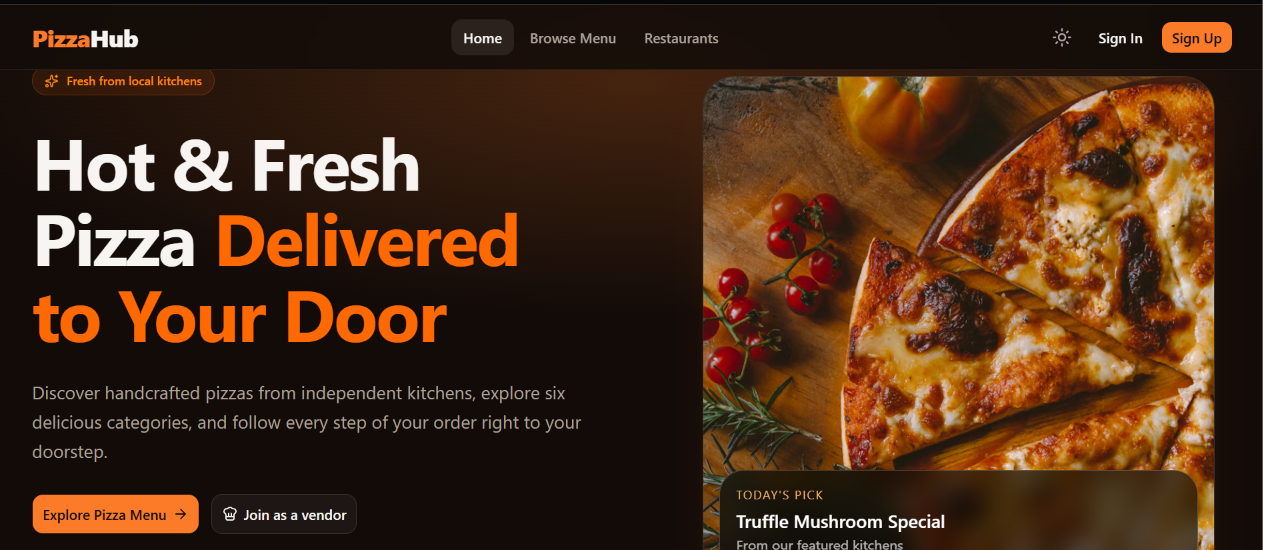 PizzaHub
Home Browse Menu Restaurants
Sign In Sign Up
Fresh from local kitchens
Hot & Fresh
Pizza Delivered
to Your Door
Discover handcrafted pizzas from independent kitchens, explore six
delicious categories, and follow every step of your order right to your
doorstep.
Explore Pizza Menu →
Join as a vendor
TODAY'S PICK
Truffle Mushroom Special
From our featured kitchens